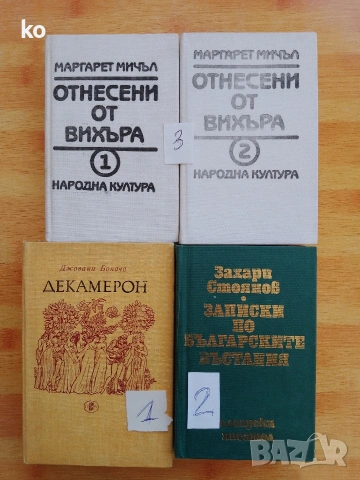 ko
МАРГАРЕТ МИЧЪЛ
ОТНЕСЕНИ
ОТ
ВИХЪРА
1
НАРОДНА КУЛТУРА
МАРГАРЕТ МИЧЪЛ
ОТНЕСЕНИ
ОТ
ВИХЪРА
2
НАРОДНА КУЛТУРА
3
Джовани Бокачо
ДЕКАМЕРОН
1
Захари
Стоянов
ЗАПИСКИ ПО
БЪЛГАРСКИТЕ
ВЪСТАНИЯ
2
BAZAR